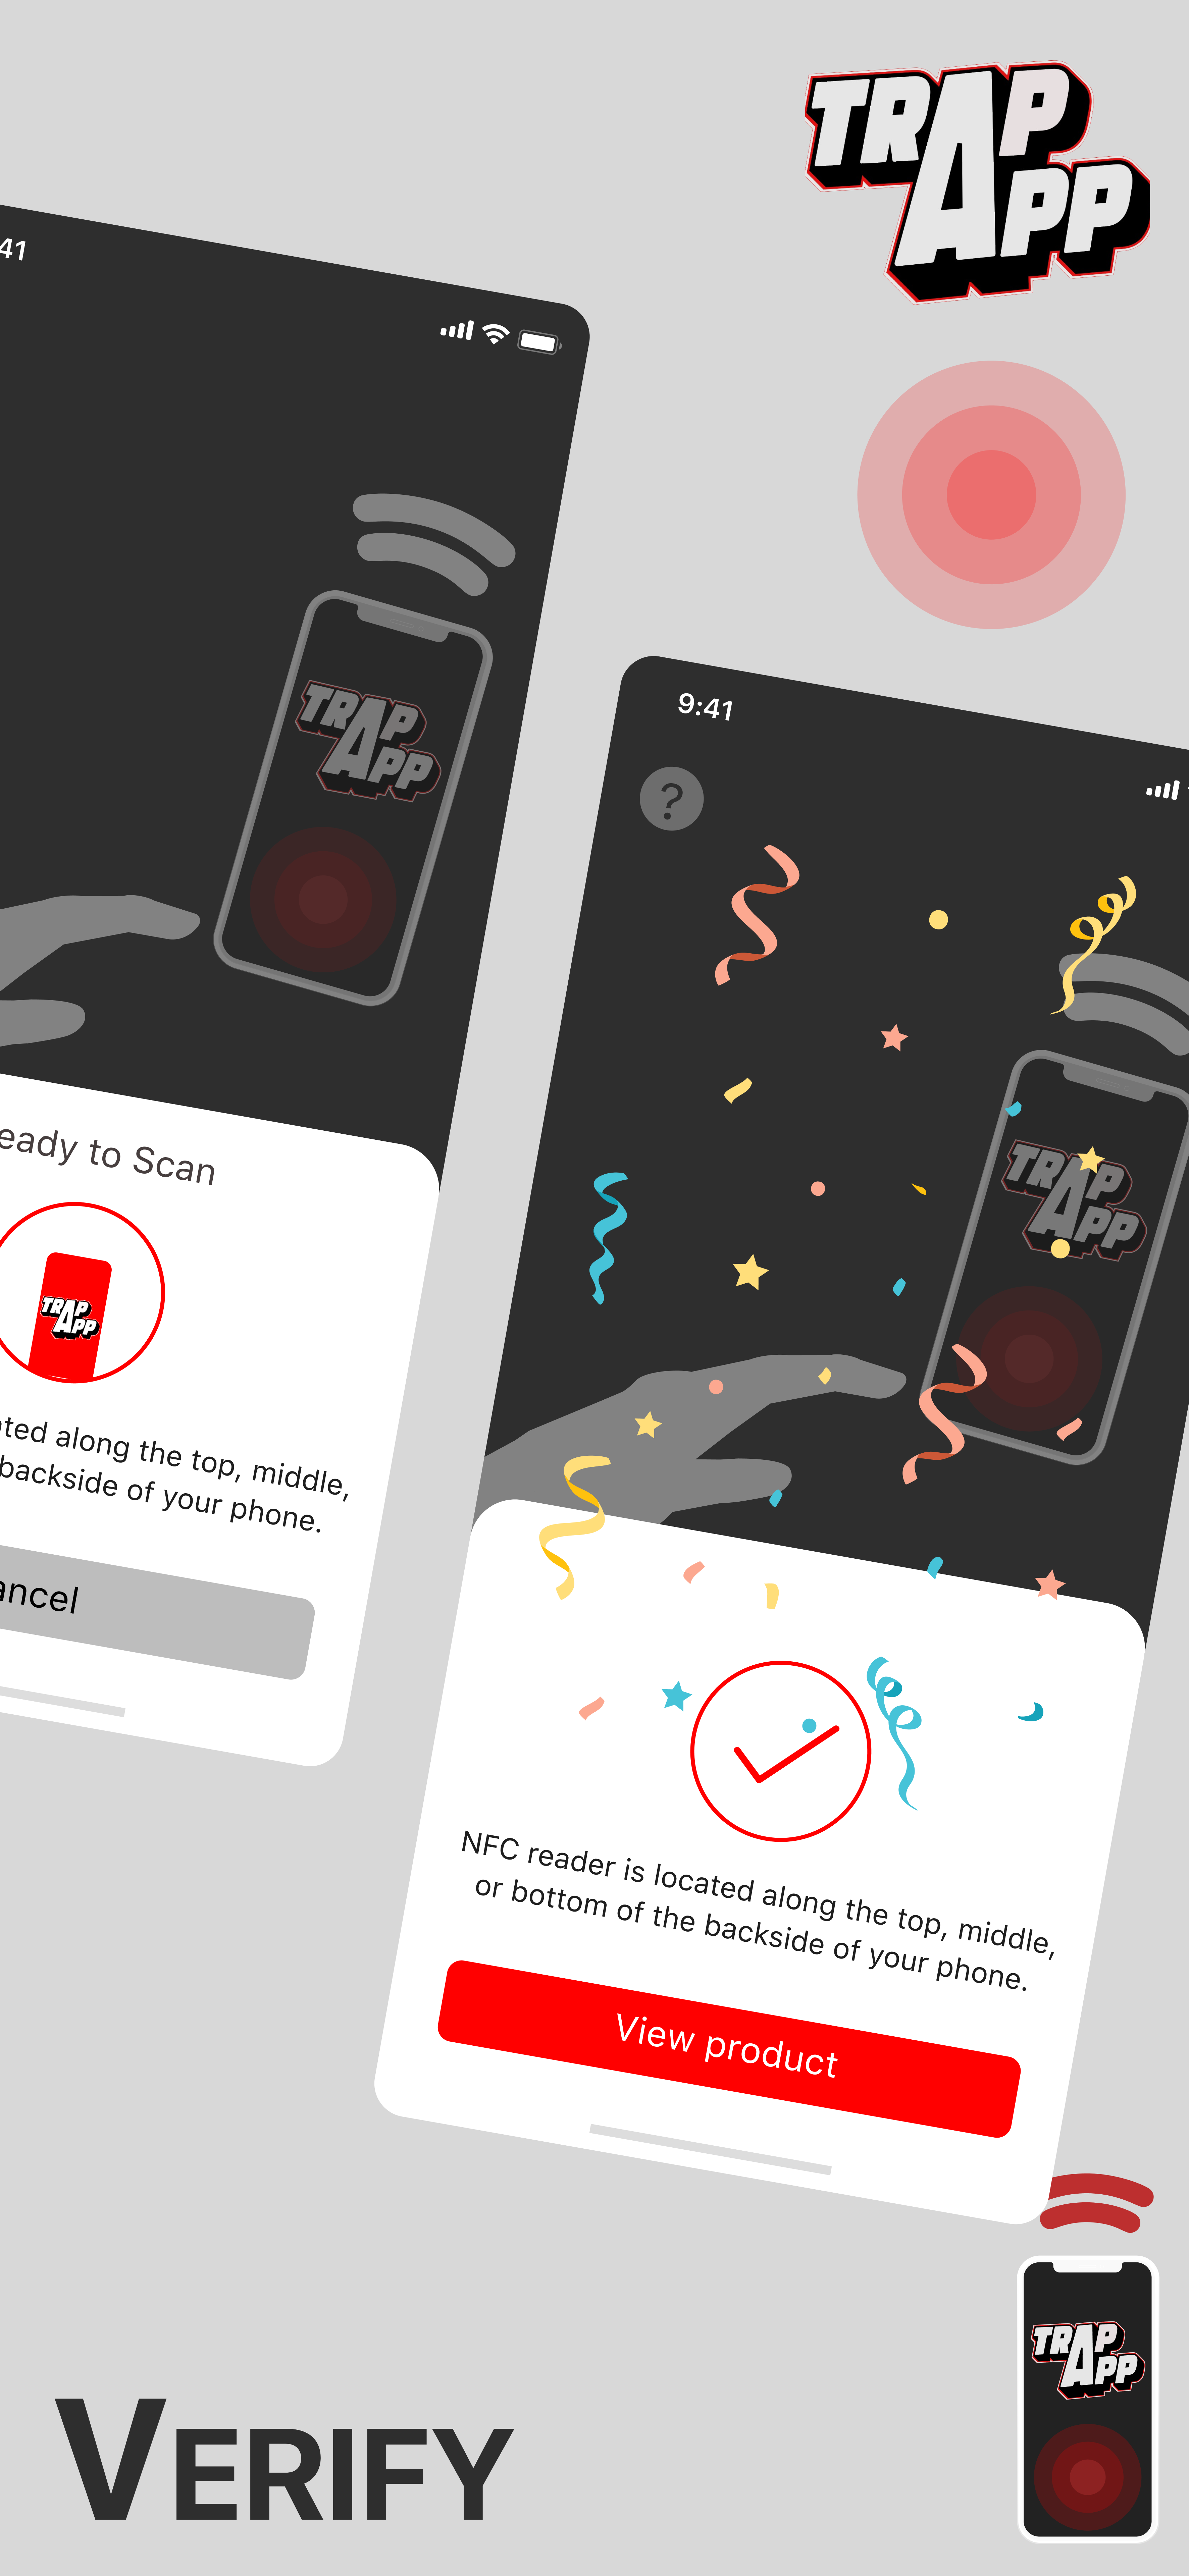 TRAP
APP
41
TRAP
APP
eady to Scan
TRAP
APP
ated along the top, middle,
backside of your phone.
ancel
9:41
?
TRAP
APP
NFC reader is located along the top, middle,
or bottom of the backside of your phone.
View product
TRAP
APP
VERIFY